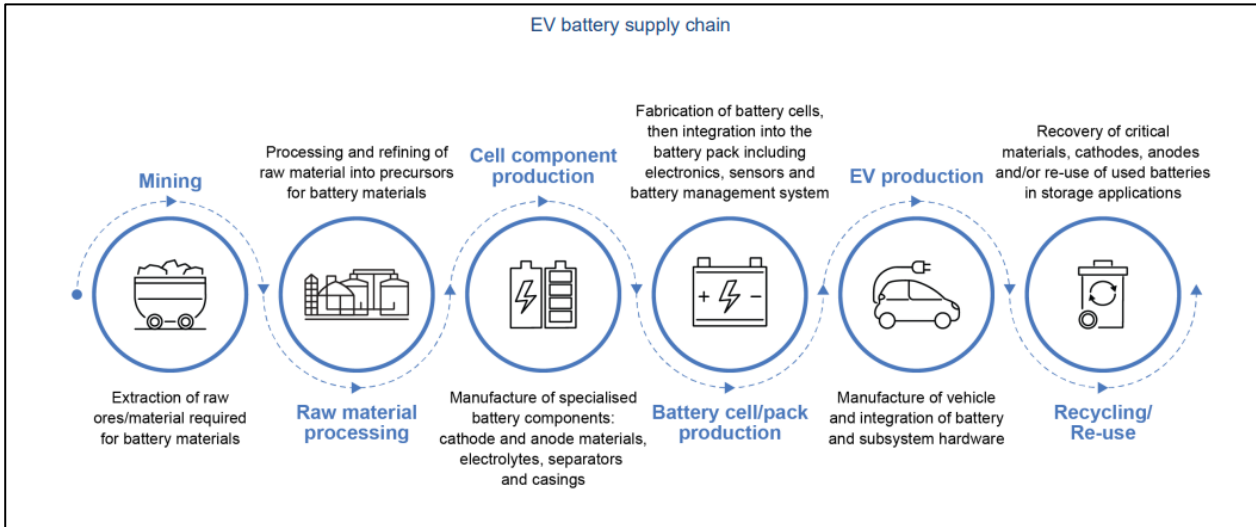 EV battery supply chain
Mining
Extraction of raw
ores/material required
for battery materials
Processing and refining of
raw material into precursors
for battery materials
Raw material
processing
Cell component
production
Manufacture of specialised
battery components:
cathode and anode materials,
electrolytes, separators
and casings
Fabrication of battery cells,
then integration into the
battery pack including
electronics, sensors and
battery management system
Battery cell/pack
production
EV production
Manufacture of vehicle
and integration of battery
and subsystem hardware
Recovery of critical
materials, cathodes, anodes
and/or re-use of used batteries
in storage applications
Recycling/
Re-use